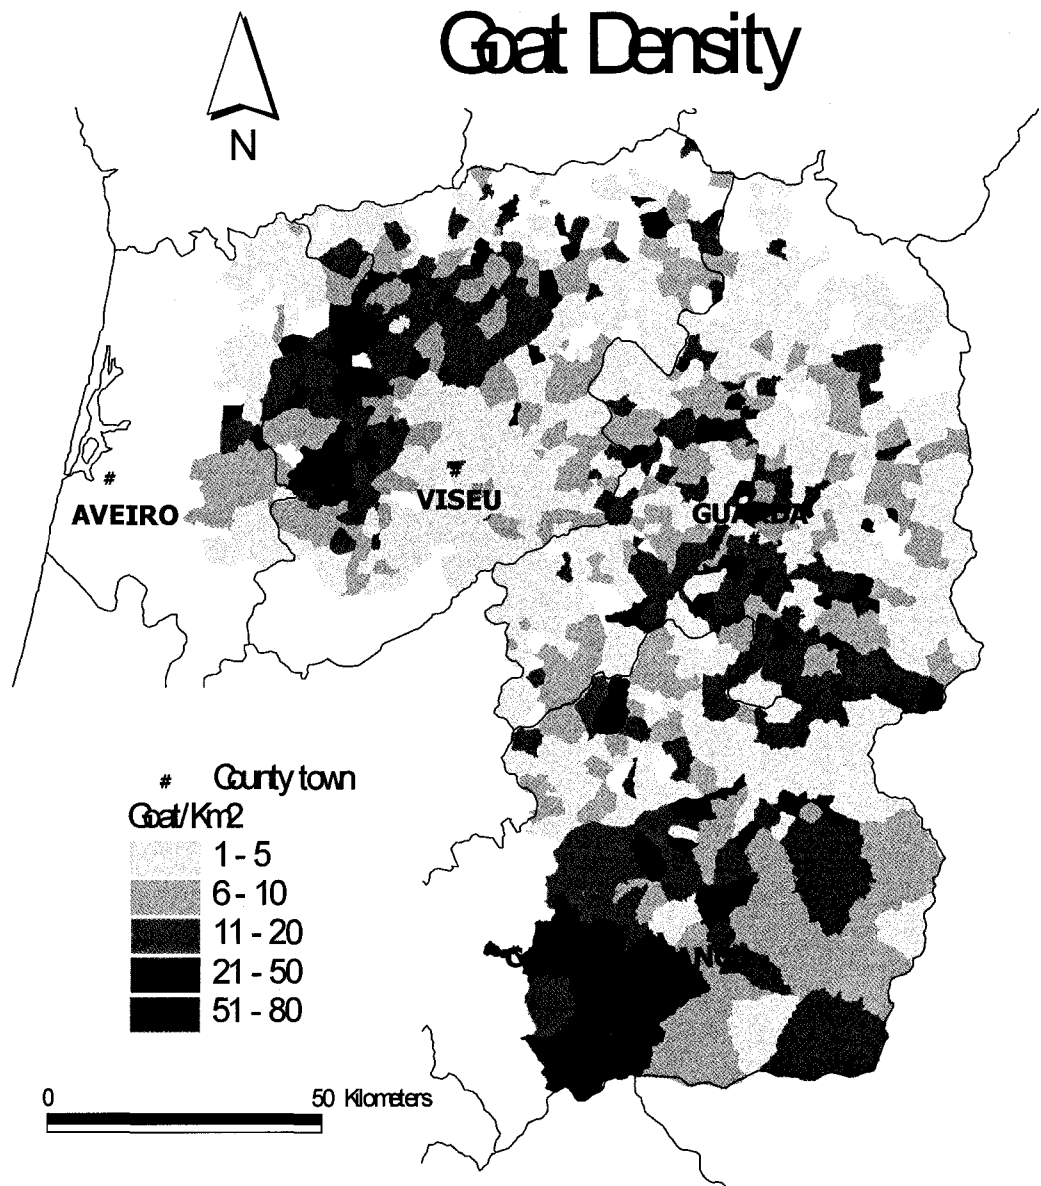 Goat Density
N
AVEIRO
VISEU
GUARDA
# County town
Goat/Km2
1 - 5
6 - 10
11 - 20
21 - 50
51 - 80
0 50 Kilometers